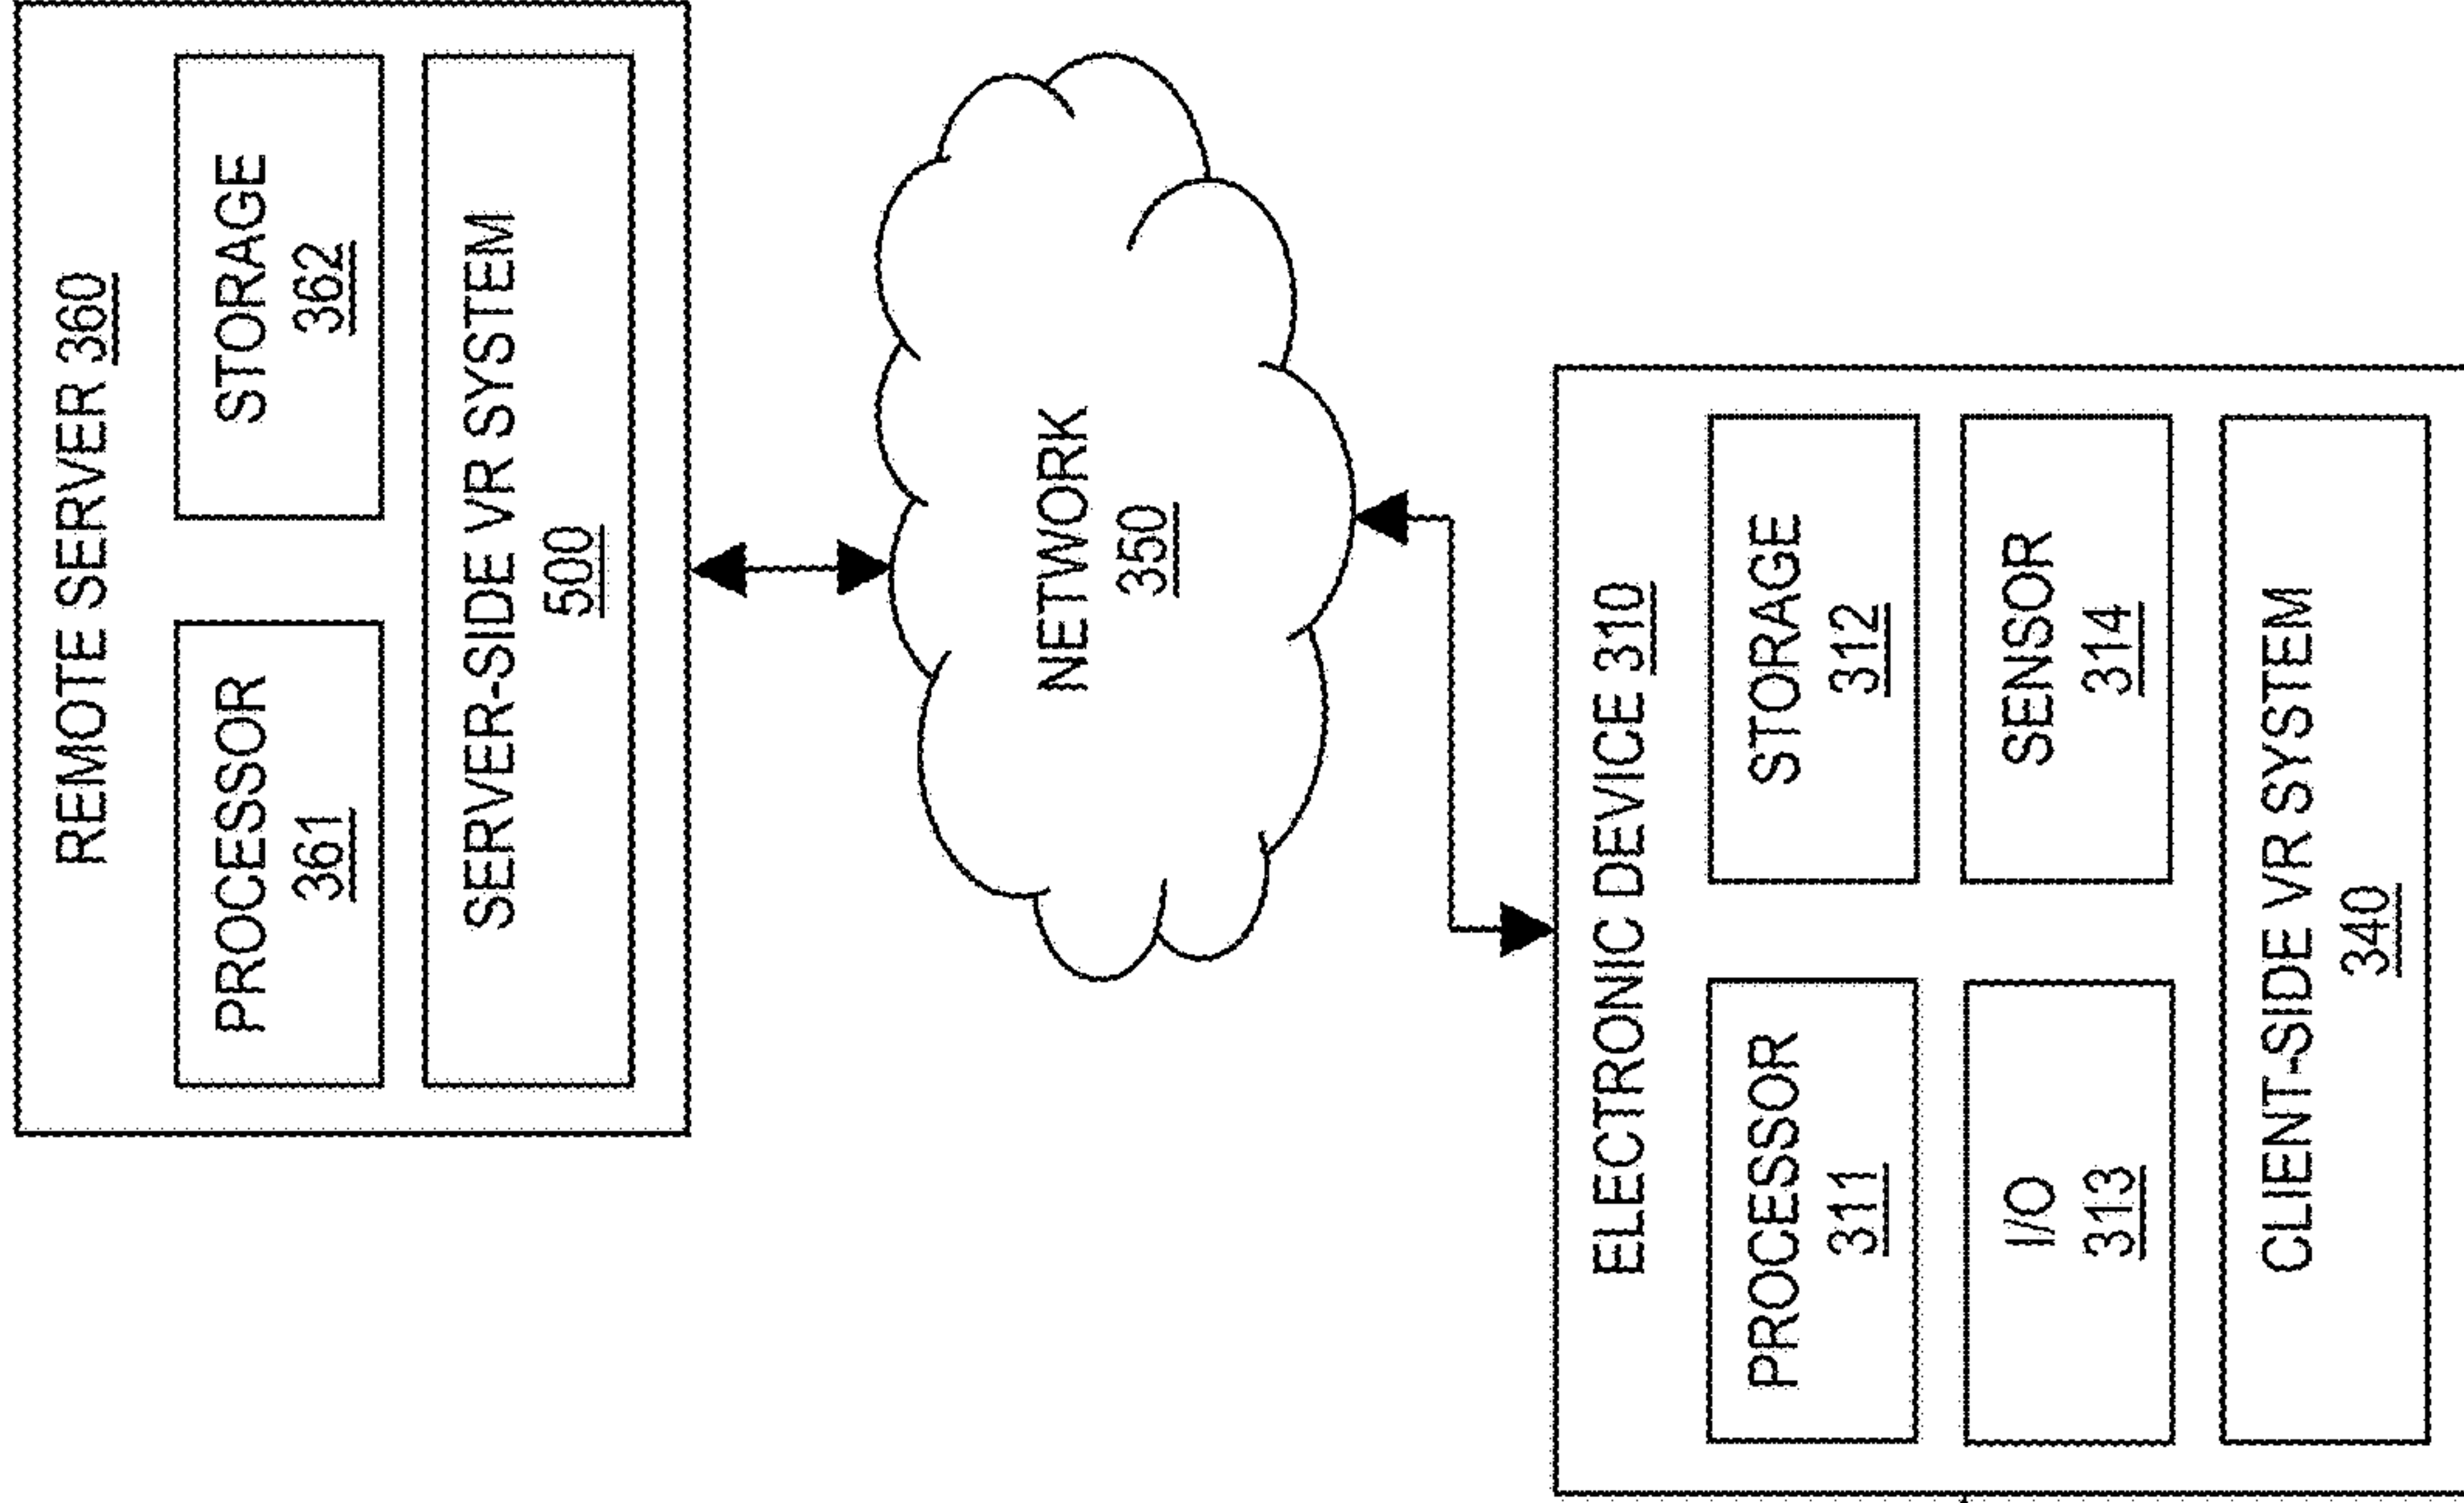 REMOTE SERVER 360
PROCESSOR
361
STORAGE
362
SERVER-SIDE VR SYSTEM
500
NETWORK
350
ELECTRONIC DEVICE 310
PROCESSOR
311
STORAGE
312
I/O
313
SENSOR
314
CLIENT-SIDE VR SYSTEM
340